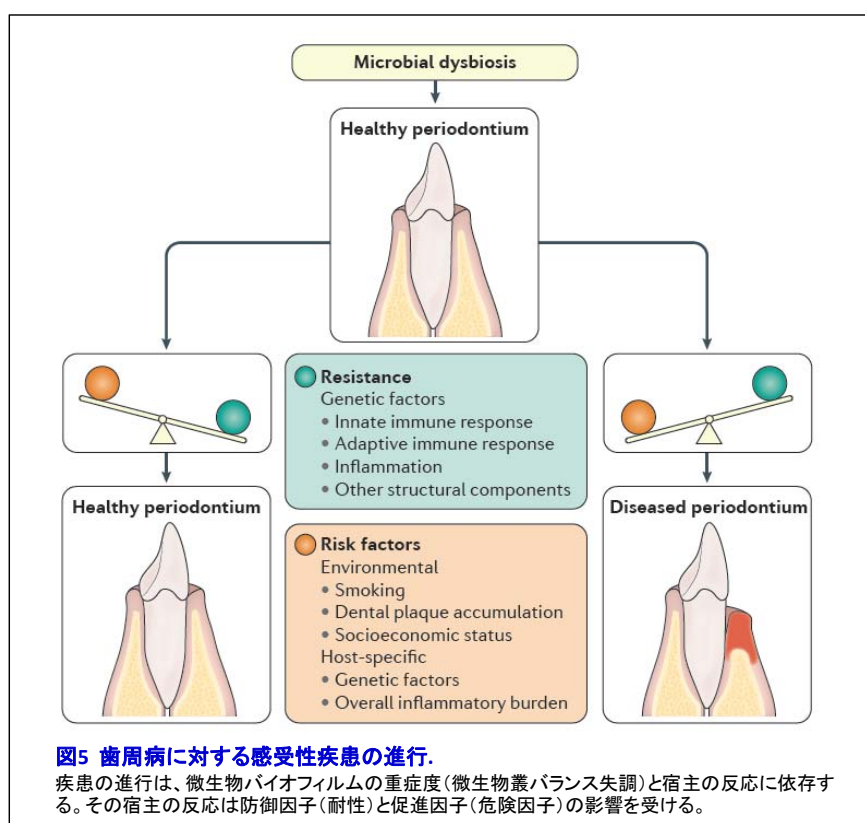 Microbial dysbiosis
Healthy periodontium
Resistance
Genetic factors
• Innate immune response
• Adaptive immune response
• Inflammation
• Other structural components
Healthy periodontium
Diseased periodontium
Risk factors
Environmental
• Smoking
• Dental plaque accumulation
• Socioeconomic status
Host-specific
• Genetic factors
• Overall inflammatory burden
図5 歯周病に対する感受性疾患の進行.
疾患の進行は、微生物バイオフィルムの重症度(微生物叢バランス失調)と宿主の反応に依存す
る。その宿主の反応は防御因子(耐性)と促進因子(危険因子)の影響を受ける。